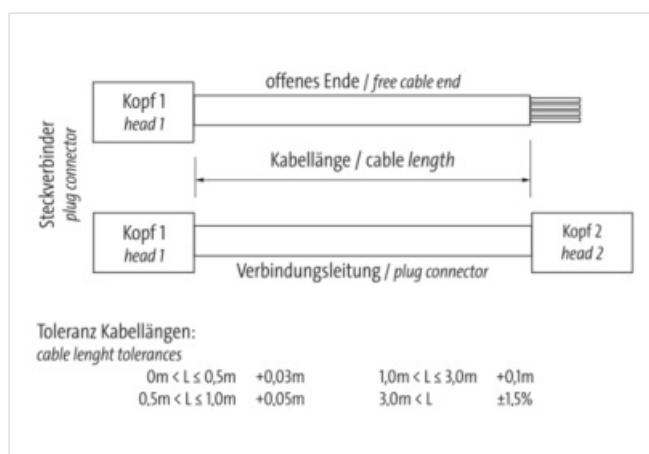 offenes Ende / free cable end
Kopf 1
head 1
Steckverbinder
plug connector
Kabellänge / cable length
Kopf 1
head 1
Kopf 2
head 2
Verbindungsleitung / plug connector
Toleranz Kabellängen:
cable lenght tolerances
0m < L ≤ 0,5m +0,03m 1,0m < L ≤ 3,0m +0,1m
0,5m < L ≤ 1,0m +0,05m 3,0m < L ±1,5%